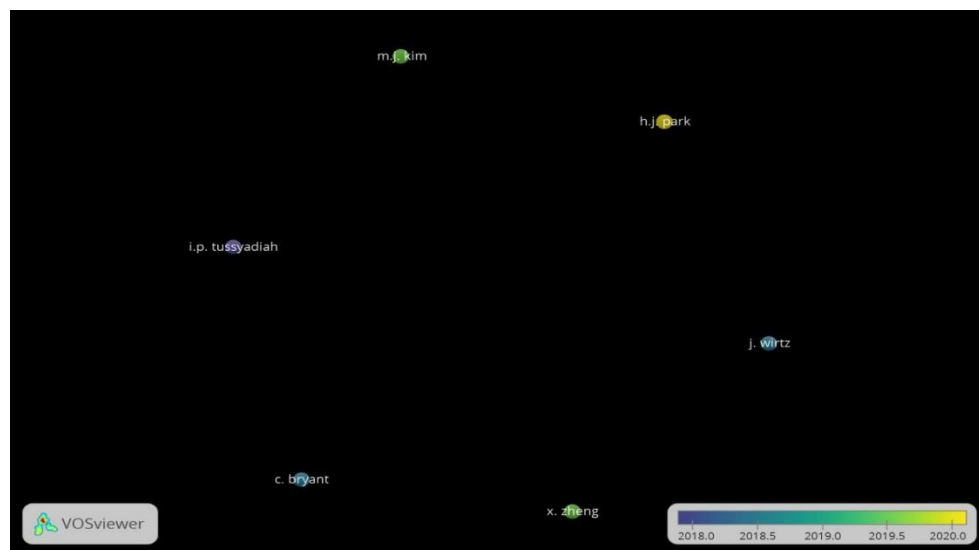 m.j. kim
h.j. park
i.p. tussyadiah
j. wirtz
c. bryant
x. zheng
VOSviewer
2018.0 2018.5 2019.0 2019.5 2020.0